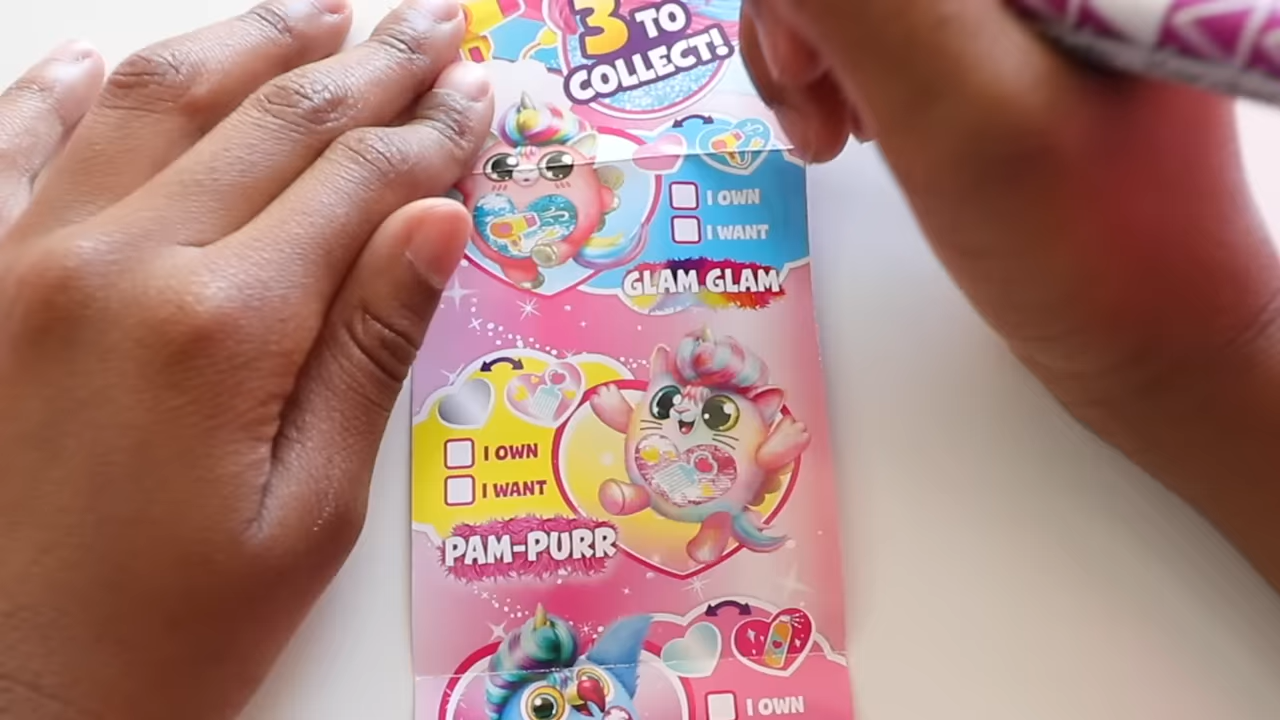 3 TO
COLLECT!
I OWN
I WANT
GLAM GLAM
I OWN
I WANT
PAM-PURR
I OWN